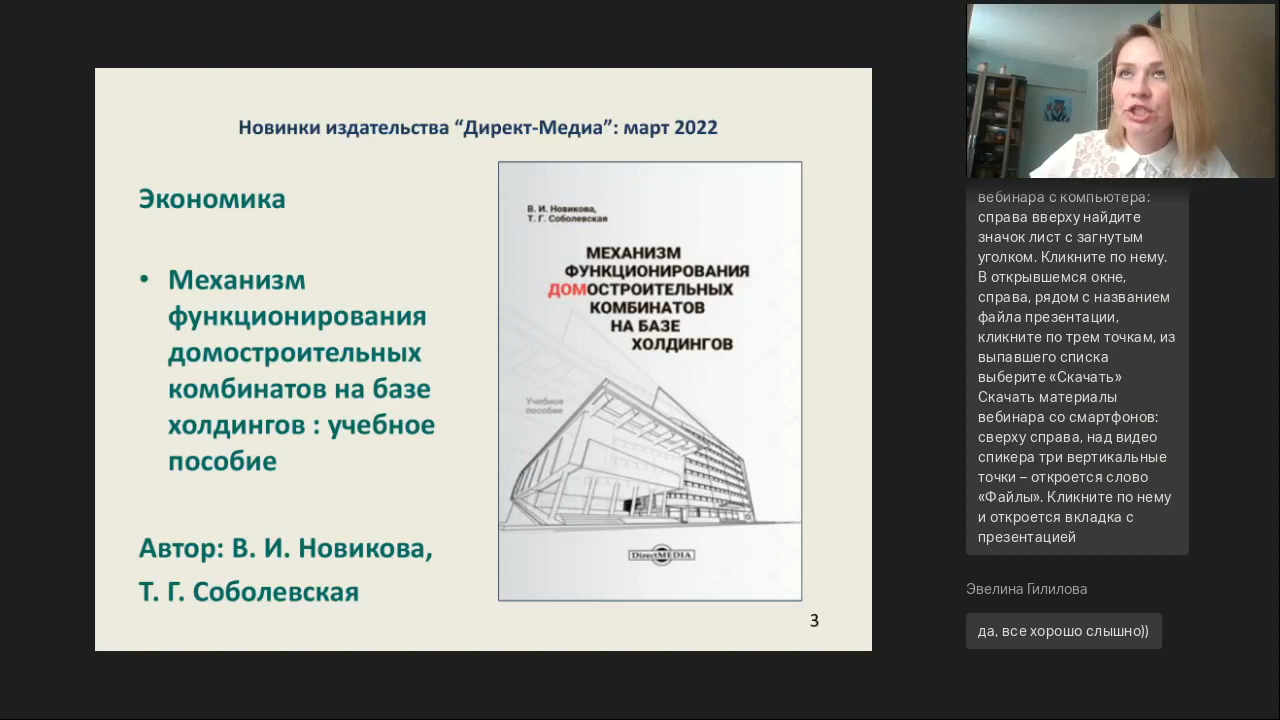 Новинки издательства “Директ-Медиа”: март 2022
Экономика
• Механизм
функционирования
домостроительных
комбинатов на базе
холдингов : учебное
пособие
Автор: В. И. Новикова,
Т. Г. Соболевская
В. И. Новикова,
Т. Г. Соболевская
МЕХАНИЗМ
ФУНКЦИОНИРОВАНИЯ
ДОМОСТРОИТЕЛЬНЫХ
КОМБИНАТОВ
НА БАЗЕ
ХОЛДИНГОВ
Учебное
пособие
DirectMEDIA
3
вебинара с компьютера:
справа вверху найдите
значок лист с загнутым
уголком. Кликните по нему.
В открывшемся окне,
справа, рядом с названием
файла презентации,
кликните по трем точкам, из
выпавшего списка
выберите «Скачать»
Скачать материалы
вебинара со смартфонов:
сверху справа, над видео
спикера три вертикальные
точки – откроется слово
«Файлы». Кликните по нему
и откроется вкладка с
презентацией
Эвелина Гилилова
да, все хорошо слышно))